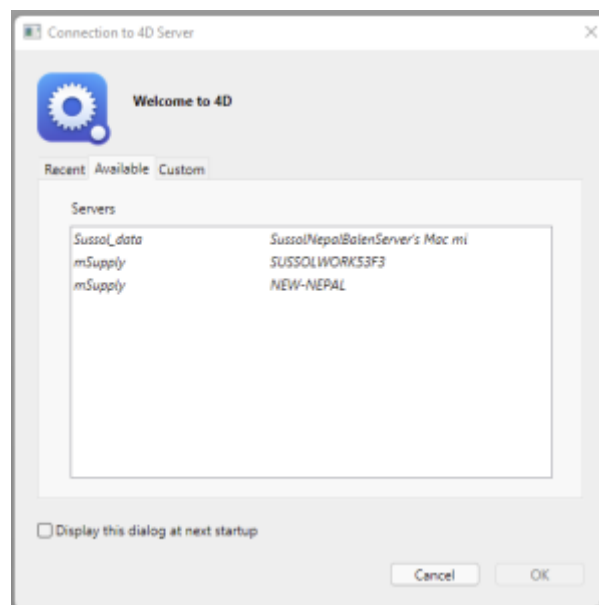 Connection to 4D Server
Welcome to 4D
Recent Available Custom
Servers
Sussol_data SussolNepalBalenServer's Mac mi
mSupply SUSSOLWORK53F3
mSupply NEW-NEPAL
Display this dialog at next startup
Cancel OK